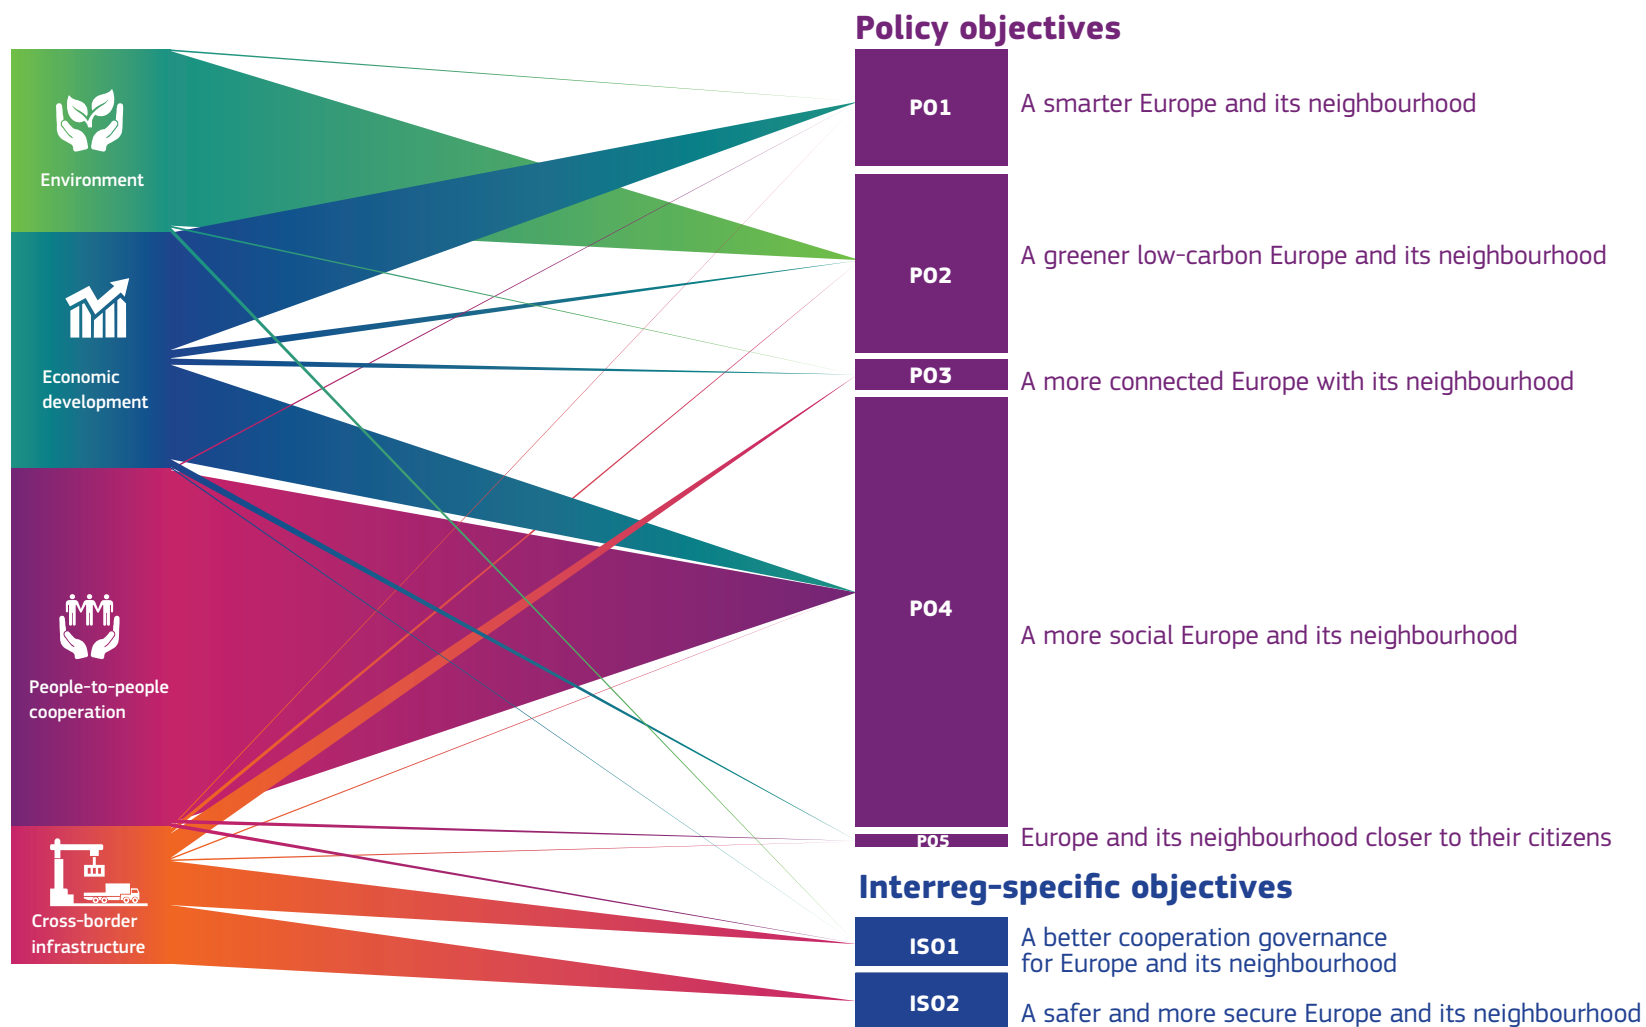 Policy objectives
Environment
Economic
development
People-to-people
cooperation
Cross-border
infrastructure
PO1
A smarter Europe and its neighbourhood
PO2
A greener low-carbon Europe and its neighbourhood
PO3
A more connected Europe with its neighbourhood
PO4
A more social Europe and its neighbourhood
PO5
Europe and its neighbourhood closer to their citizens
Interreg-specific objectives
ISO1
A better cooperation governance
for Europe and its neighbourhood
ISO2
A safer and more secure Europe and its neighbourhood